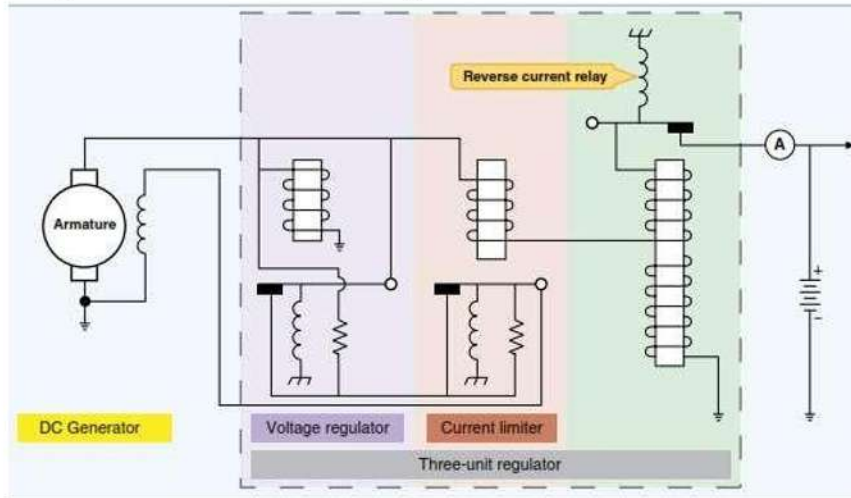 Reverse current relay
A
Armature
+
-
DC Generator
Voltage regulator
Current limiter
Three-unit regulator